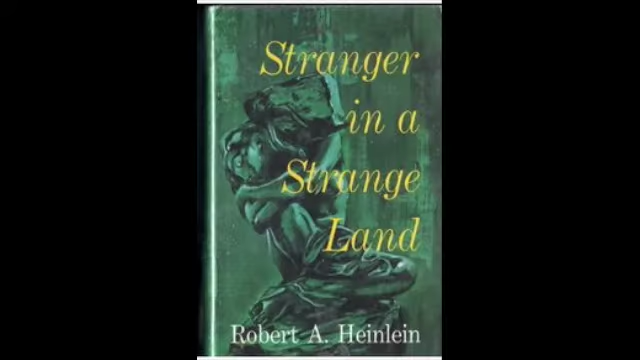 Stranger
in a
Strange
Land
Robert A. Heinlein